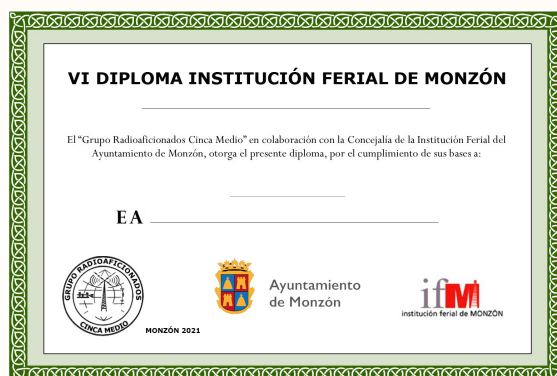 VI DIPLOMA INSTITUCIÓN FERIAL DE MONZÓN
El “Grupo Radioaficionados Cinca Medio” en colaboración con la Concejalía de la Institución Ferial del
Ayuntamiento de Monzón, otorga el presente diploma, por el cumplimiento de sus bases a:
EA
GRUPO RADIOAFICIONADOS
CINCA MEDIO
MONZÓN 2021
Ayuntamiento
de Monzón
ifM
institución ferial de MONZÓN